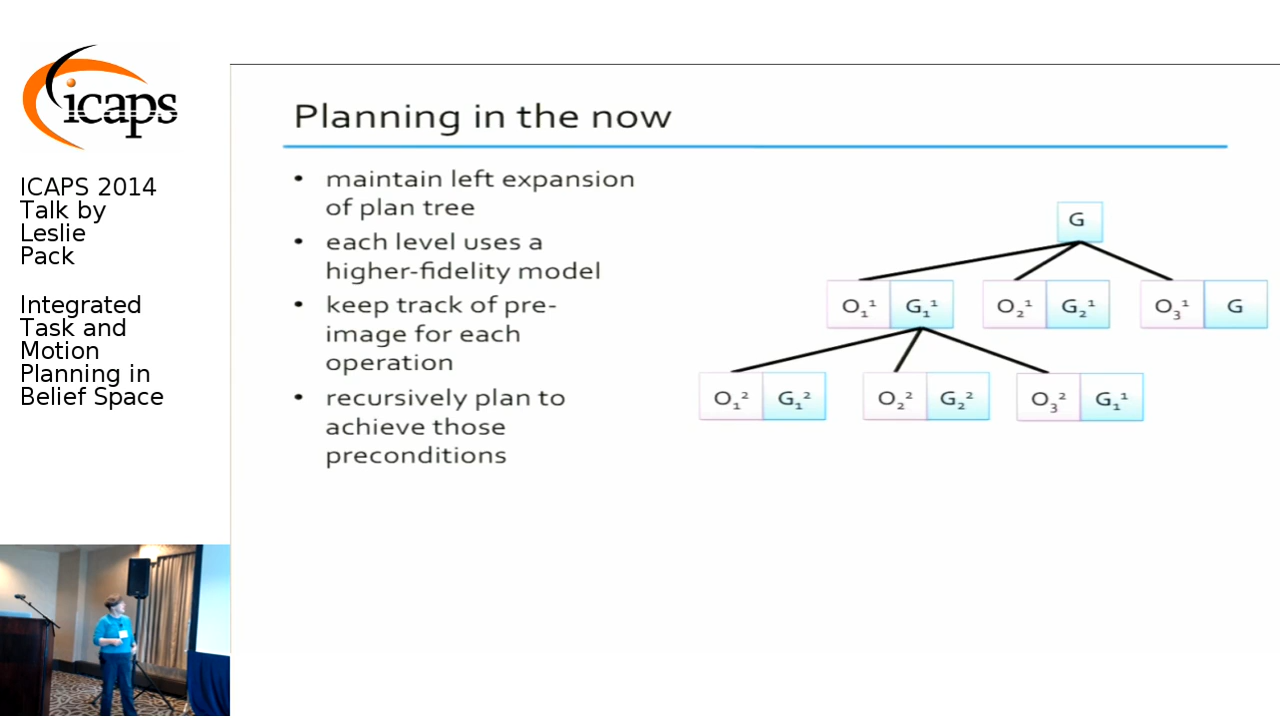 icaps
ICAPS 2014
Talk by
Leslie
Pack
Integrated
Task and
Motion
Planning in
Belief Space
Planning in the now
• maintain left expansion
of plan tree
• each level uses a
higher-fidelity model
• keep track of pre-
image for each
operation
• recursively plan to
achieve those
preconditions
G
O₁¹ G₁¹ O₂¹ G₂¹ O₃¹ G
O₁² G₁² O₂² G₂² O₃² G₁¹